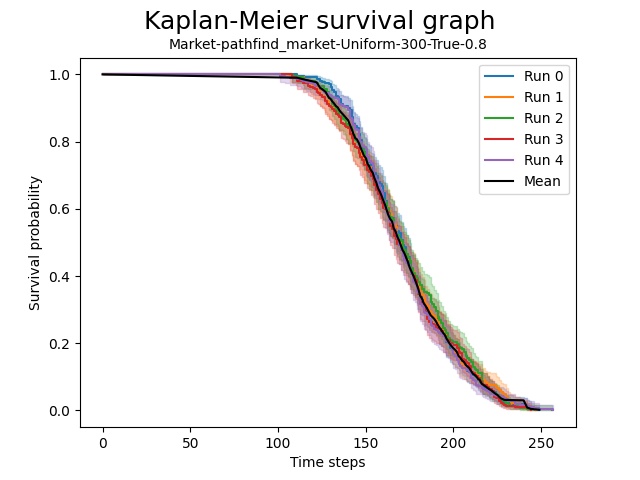 Kaplan-Meier survival graph
Market-pathfind_market-Uniform-300-True-0.8
1.0
0.8
0.6
0.4
0.2
0.0
Survival probability
Run 0
Run 1
Run 2
Run 3
Run 4
Mean
0 50 100 150 200 250
Time steps